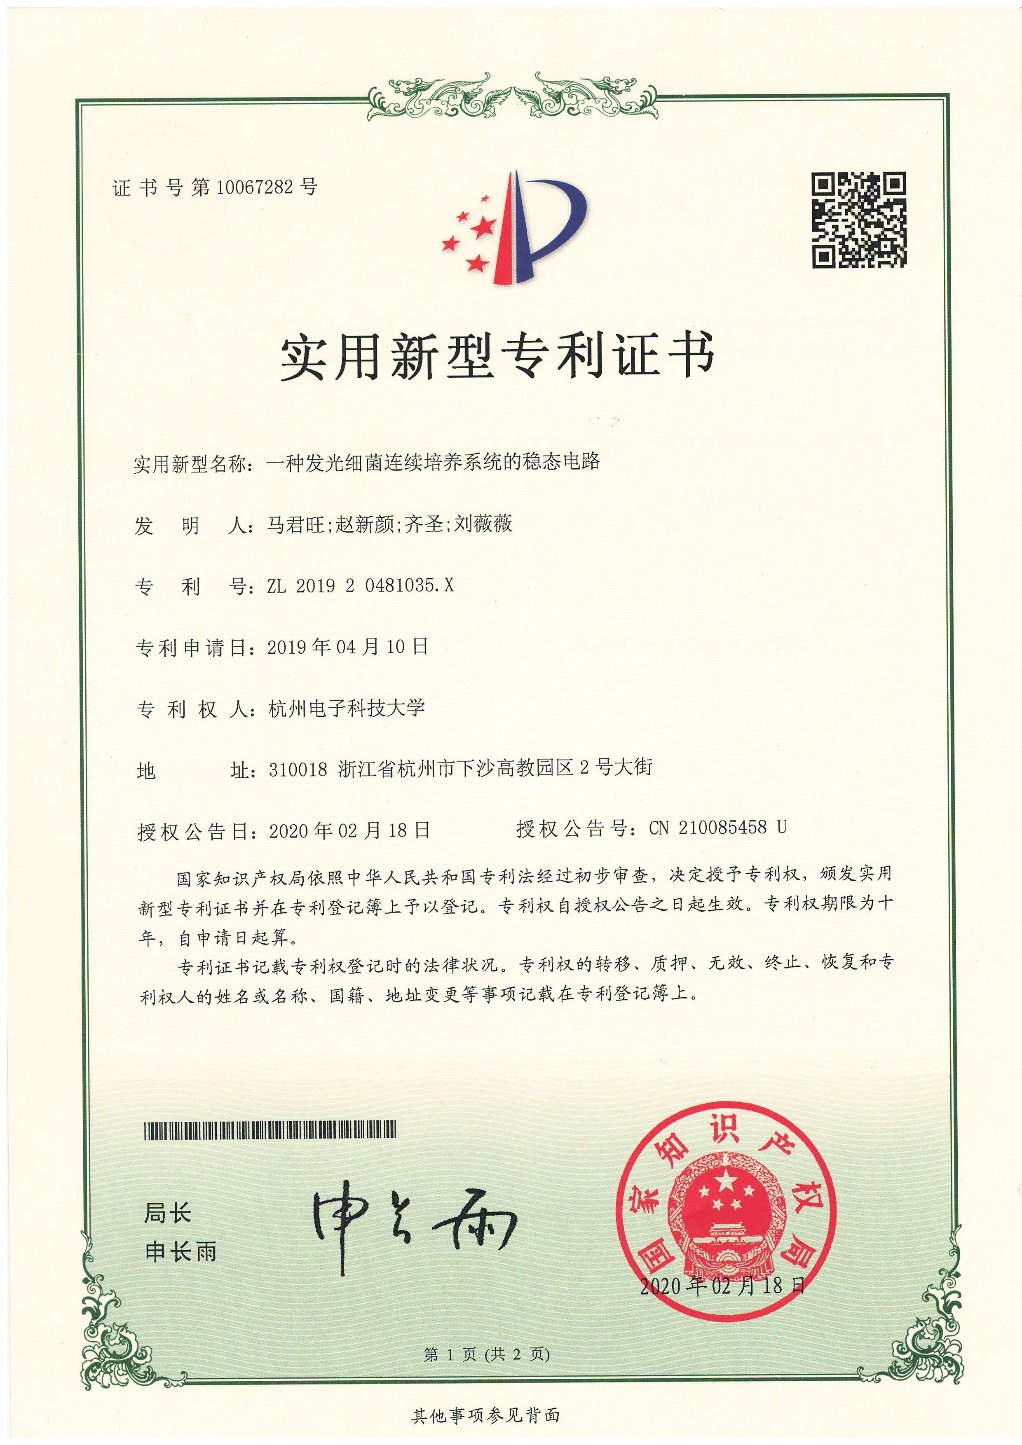 证书号第10067282号
实用新型专利证书
实用新型名称：一种发光细菌连续培养系统的稳态电路
发明人：马君旺;赵新颜;齐圣;刘薇薇
专利号：ZL 2019 2 0481035.X
专利申请日：2019年04月10日
专利权人：杭州电子科技大学
地址：310018 浙江省杭州市下沙高教园区2号大街
授权公告日：2020年02月18日 授权公告号：CN 210085458 U
国家知识产权局依照中华人民共和国专利法经过初步审查，决定授予专利权，颁发实用
新型专利证书并在专利登记簿上予以登记。专利权自授权公告之日起生效。专利权期限为十
年，自申请日起算。
专利证书记载专利权登记时的法律状况。专利权的转移、质押、无效、终止、恢复和专
利权人的姓名或名称、国籍、地址变更等事项记载在专利登记簿上。
局长
申长雨
申长雨
国家知识产权局
2020年02月18日
第 1 页 (共 2 页)
其他事项参见背面